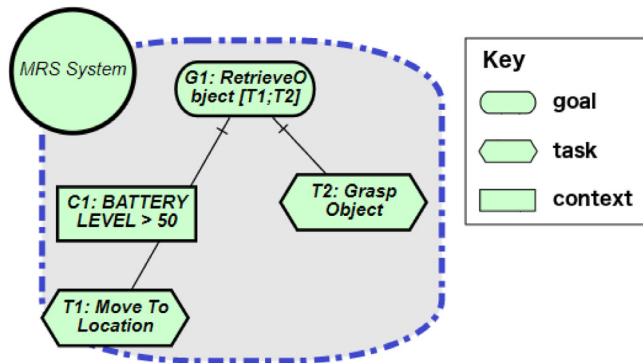 MRS System
G1: RetrieveO
bject [T1;T2]
C1: BATTERY
LEVEL > 50
T2: Grasp
Object
T1: Move To
Location
Key
goal
task
context